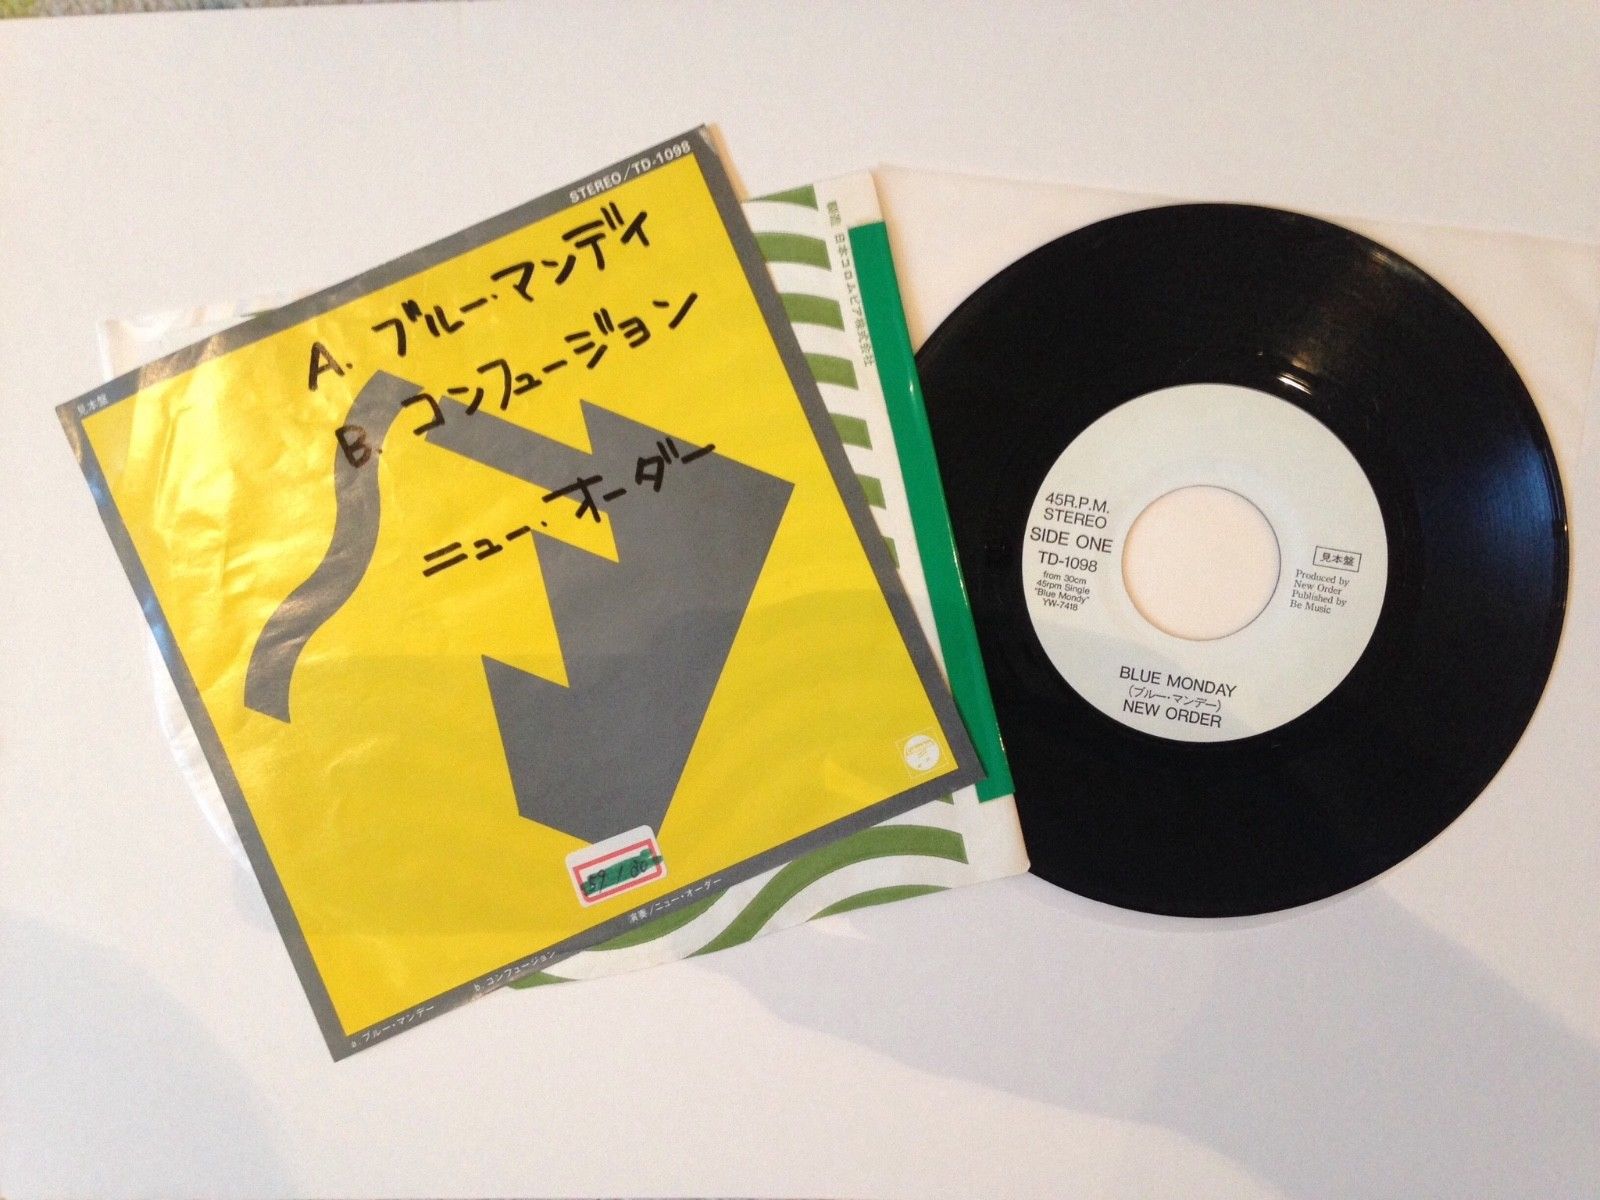 STEREO/TD-1098
見本盤
A. ブルー・マンディ
B. コンフュージョン
ニュー・オーダー
59.1.80
a. ブルー・マンデー
b. コンフュージョン
演奏/ニュー・オーダー
日本コロムビア株式会社
45R.P.M.
STEREO
SIDE ONE
TD-1098
from 30cm
45rpm Single
"Blue Mondy"
YW-7418
見本盤
Produced by
New Order
Published by
Be Music
BLUE MONDAY
(ブルー・マンデー)
NEW ORDER